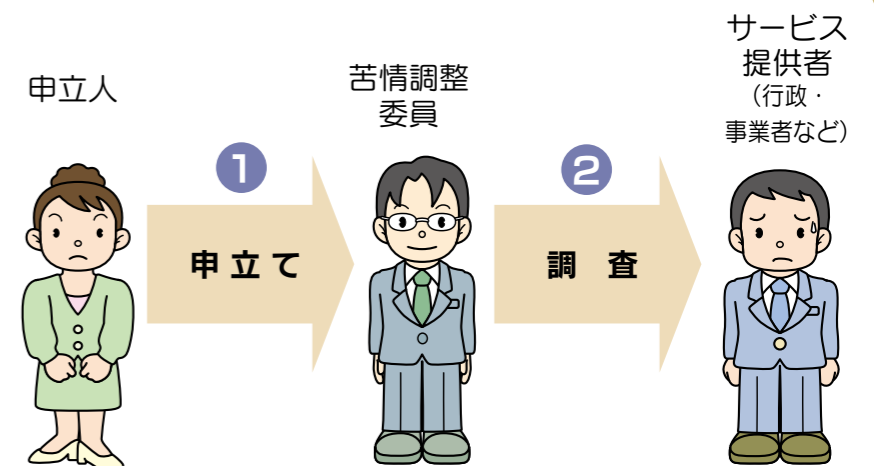 申立人
1
申立て
苦情調整
委員
2
調査
サービス
提供者
（行政・
事業者など）